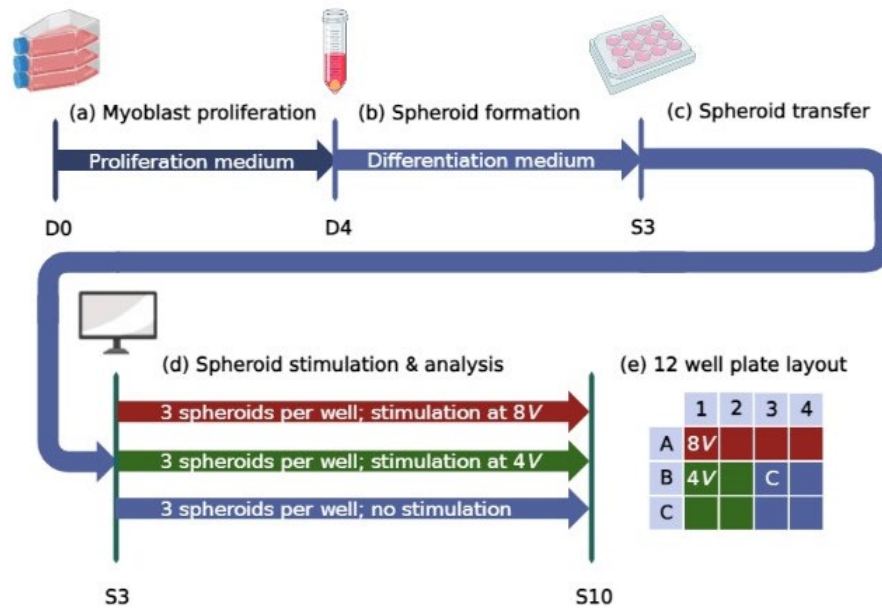 (a) Myoblast proliferation
(b) Spheroid formation
(c) Spheroid transfer
Proliferation medium
Differentiation medium
D0
D4
S3
(d) Spheroid stimulation & analysis
3 spheroids per well; stimulation at 8V
3 spheroids per well; stimulation at 4V
3 spheroids per well; no stimulation
S3
S10
(e) 12 well plate layout
1 2 3 4
A 8V
B 4V C
C